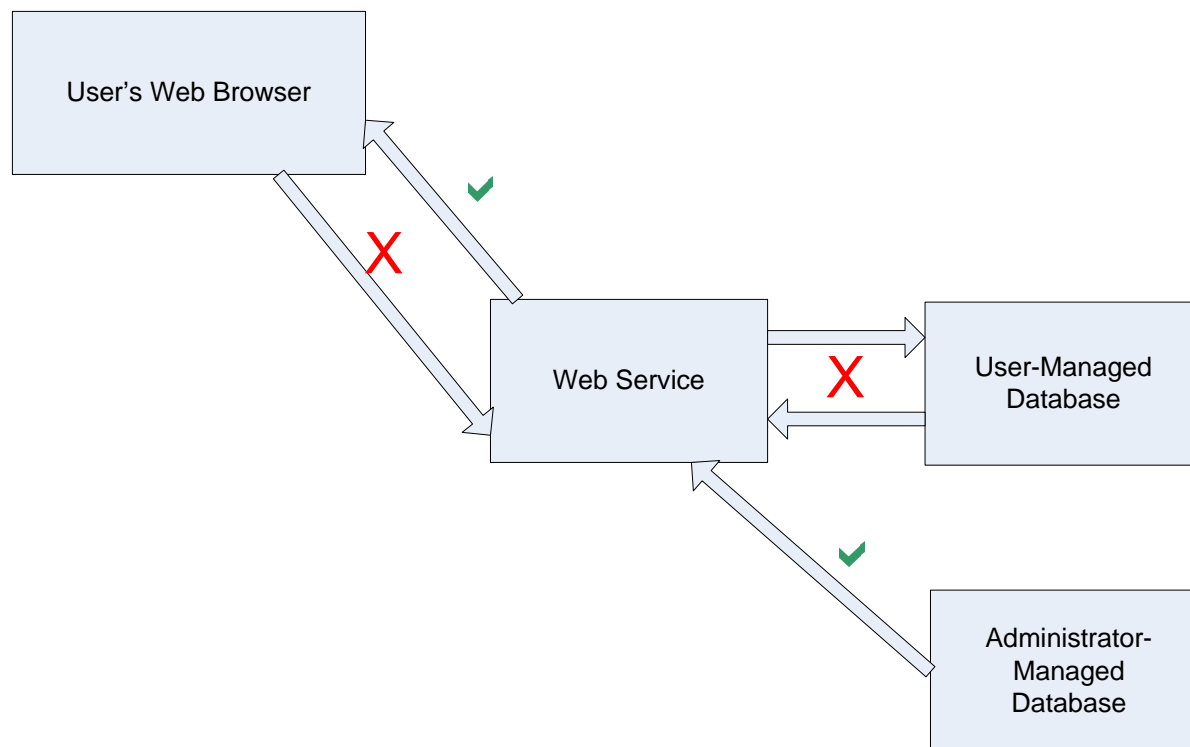 User’s Web Browser
X
Web Service
X
User-Managed
Database
Administrator-
Managed
Database